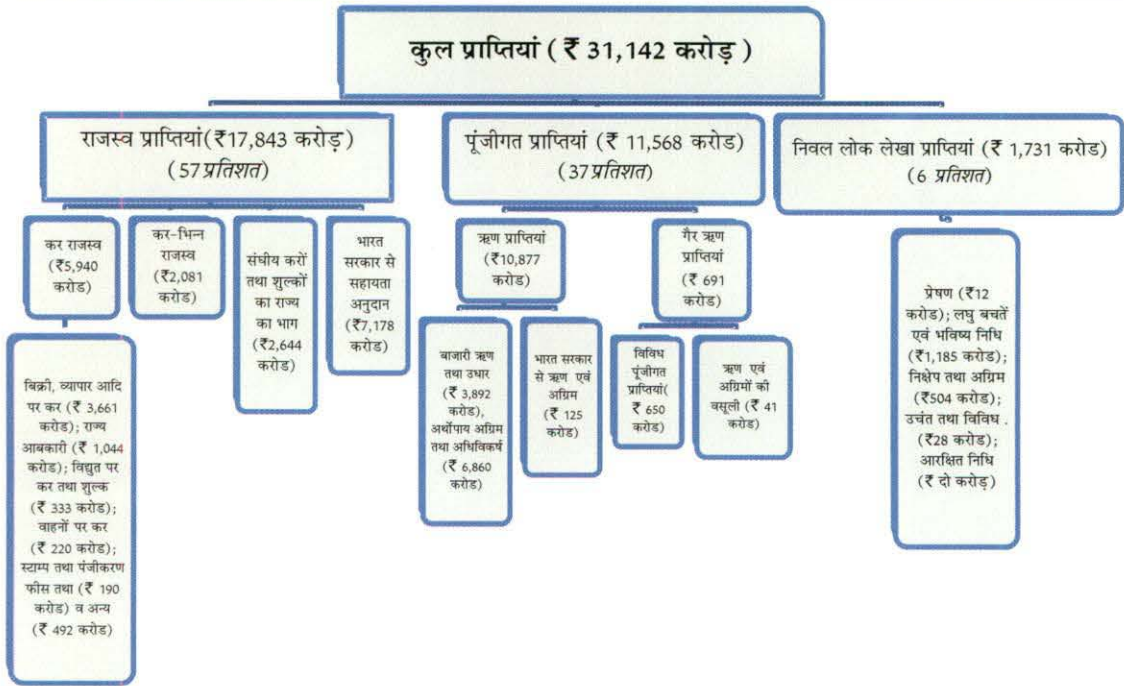 कुल प्राप्तियां (₹ 31,142 करोड़ )
राजस्व प्राप्तियां(₹17,843 करोड़ )
(57 प्रतिशत)
पूंजीगत प्राप्तियां (₹ 11,568 करोड)
(37 प्रतिशत)
निवल लोक लेखा प्राप्तियां (₹ 1,731 करोड)
(6 प्रतिशत)
कर राजस्व
(₹5,940
करोड)
कर-भिन्न
राजस्व
(₹2,081
करोड)
संघीय करों
तथा शुल्कों
का राज्य
का भाग
(₹2,644
करोड)
भारत
सरकार से
सहायता
अनुदान
(₹7,178
करोड)
ऋण प्राप्तियां
(₹10,877
करोड)
गैर ऋण
प्राप्तियां
(₹ 691
करोड)
बिक्री, व्यापार आदि
पर कर (₹ 3,661
करोड); राज्य
आबकारी (₹ 1,044
करोड); विद्युत पर
कर तथा शुल्क
(₹ 333 करोड);
वाहनों पर कर
(₹ 220 करोड);
स्टाम्प तथा पंजीकरण
फीस तथा (₹ 190
करोड) व अन्य
(₹ 492 करोड)
बाजारी ऋण
तथा उधार
(₹ 3,892
करोड),
अर्थोपाय अग्रिम
तथा अधिविकर्ष
(₹ 6,860
करोड)
भारत सरकार
से ऋण एवं
अग्रिम
(₹ 125
करोड)
विविध
पूंजीगत
प्राप्तियां(
₹ 650
करोड)
ऋण एवं
अग्रिमों की
वसूली (₹ 41
करोड)
प्रेषण (₹12
करोड); लघु बचतें
एवं भविष्य निधि
(₹1,185 करोड);
निक्षेप तथा अग्रिम
(₹504 करोड);
उचंत तथा विविध .
(₹28 करोड);
आरक्षित निधि
(₹ दो करोड़)